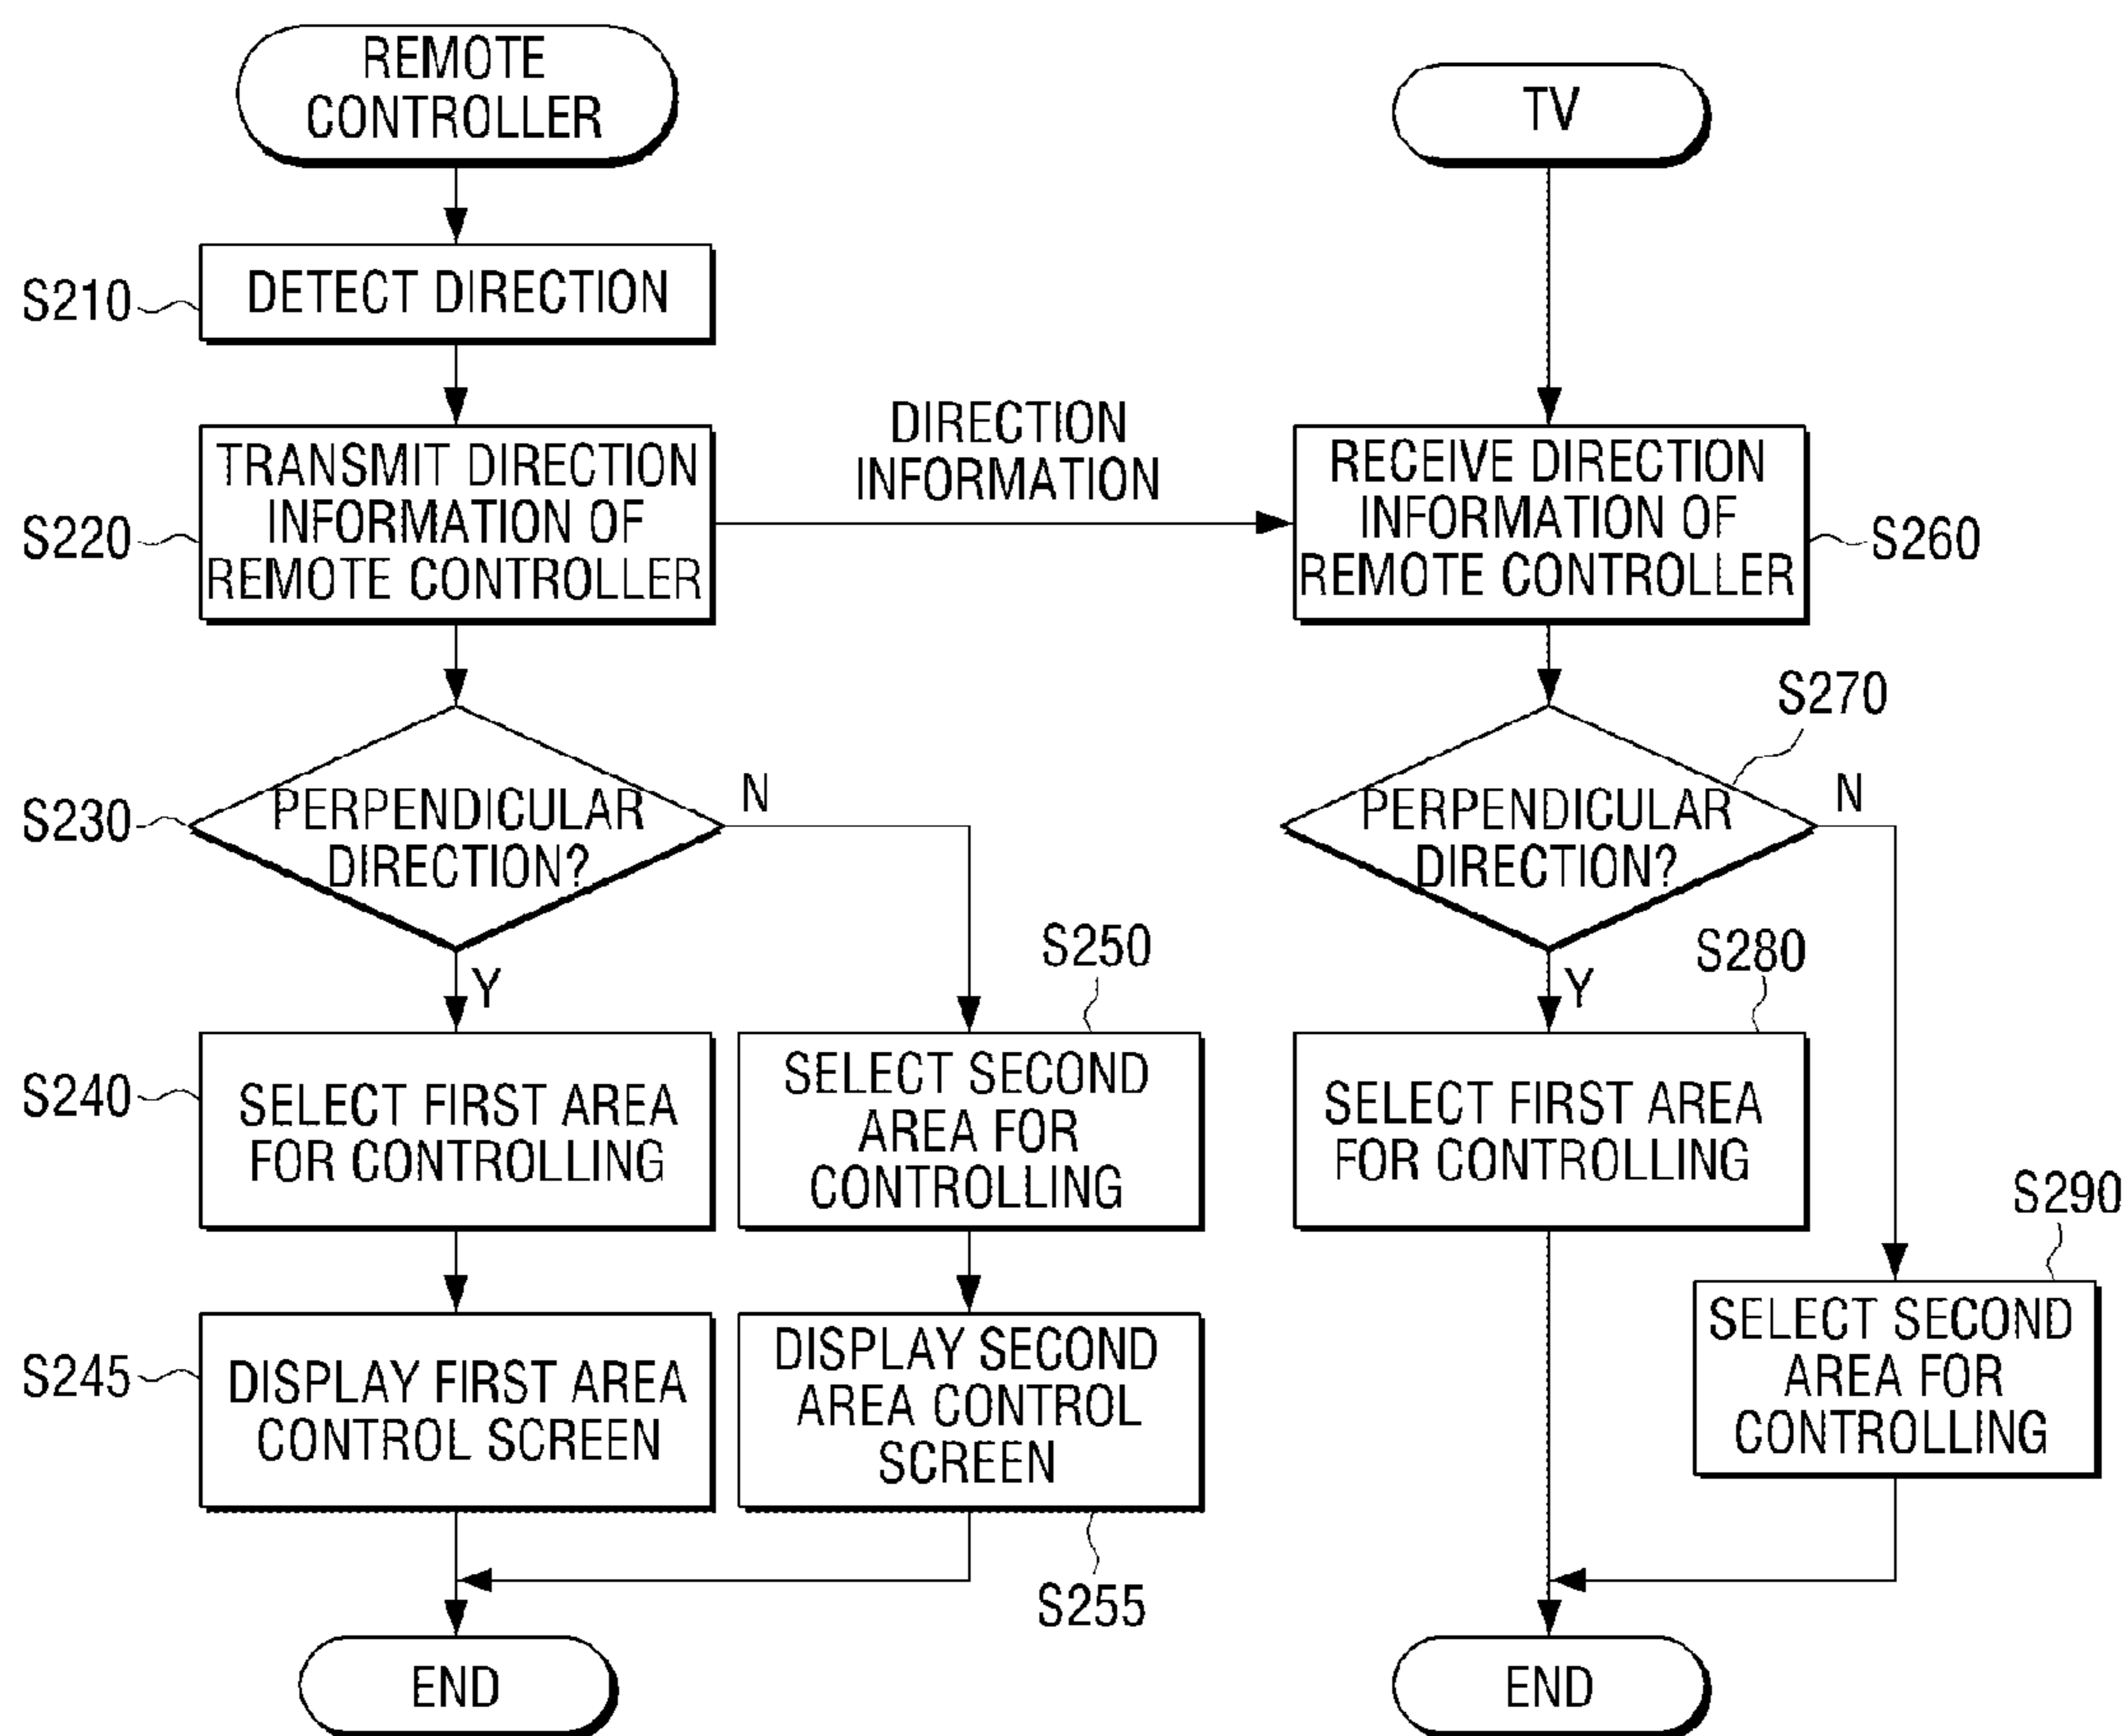 REMOTE
CONTROLLER
S210
DETECT DIRECTION
S220
TRANSMIT DIRECTION
INFORMATION OF
REMOTE CONTROLLER
DIRECTION
INFORMATION
S230
PERPENDICULAR
DIRECTION?
N
Y
S240
SELECT FIRST AREA
FOR CONTROLLING
S250
SELECT SECOND
AREA FOR
CONTROLLING
S245
DISPLAY FIRST AREA
CONTROL SCREEN
DISPLAY SECOND
AREA CONTROL
SCREEN
S255
END
TV
RECEIVE DIRECTION
INFORMATION OF
REMOTE CONTROLLER
S260
S270
PERPENDICULAR
DIRECTION?
N
Y
S280
SELECT FIRST AREA
FOR CONTROLLING
S290
SELECT SECOND
AREA FOR
CONTROLLING
END